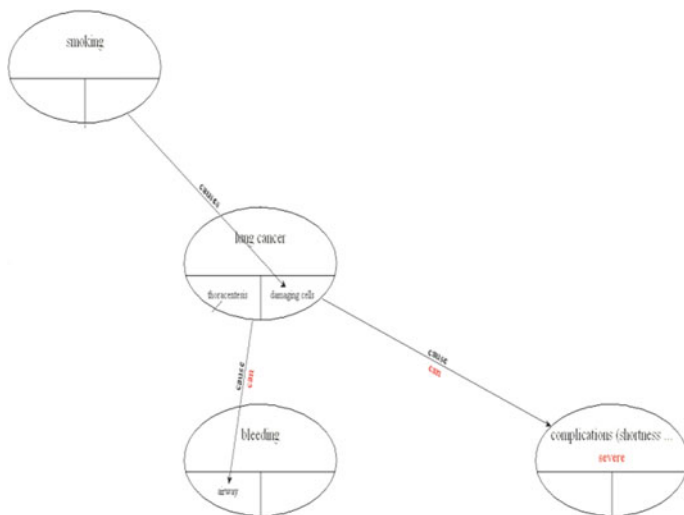 smoking
causes
lung cancer
thoracentesis damaging cells
cause
can
cause
can
bleeding
airway
complications (shortness ...
severe